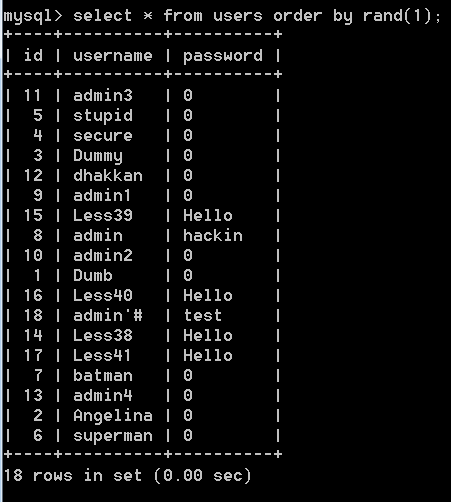 mysql> select * from users order by rand(1);
+----+----------+----------+
| id | username | password |
+----+----------+----------+
| 11 | admin3   | 0        |
|  5 | stupid   | 0        |
|  4 | secure   | 0        |
|  3 | Dummy    | 0        |
| 12 | dhakkan  | 0        |
|  9 | admin1   | 0        |
| 15 | Less39   | Hello    |
|  8 | admin    | hackin   |
| 10 | admin2   | 0        |
|  1 | Dumb     | 0        |
| 16 | Less40   | Hello    |
| 18 | admin'#  | test     |
| 14 | Less38   | Hello    |
| 17 | Less41   | Hello    |
|  7 | batman   | 0        |
| 13 | admin4   | 0        |
|  2 | Angelina | 0        |
|  6 | superman | 0        |
+----+----------+----------+
18 rows in set (0.00 sec)